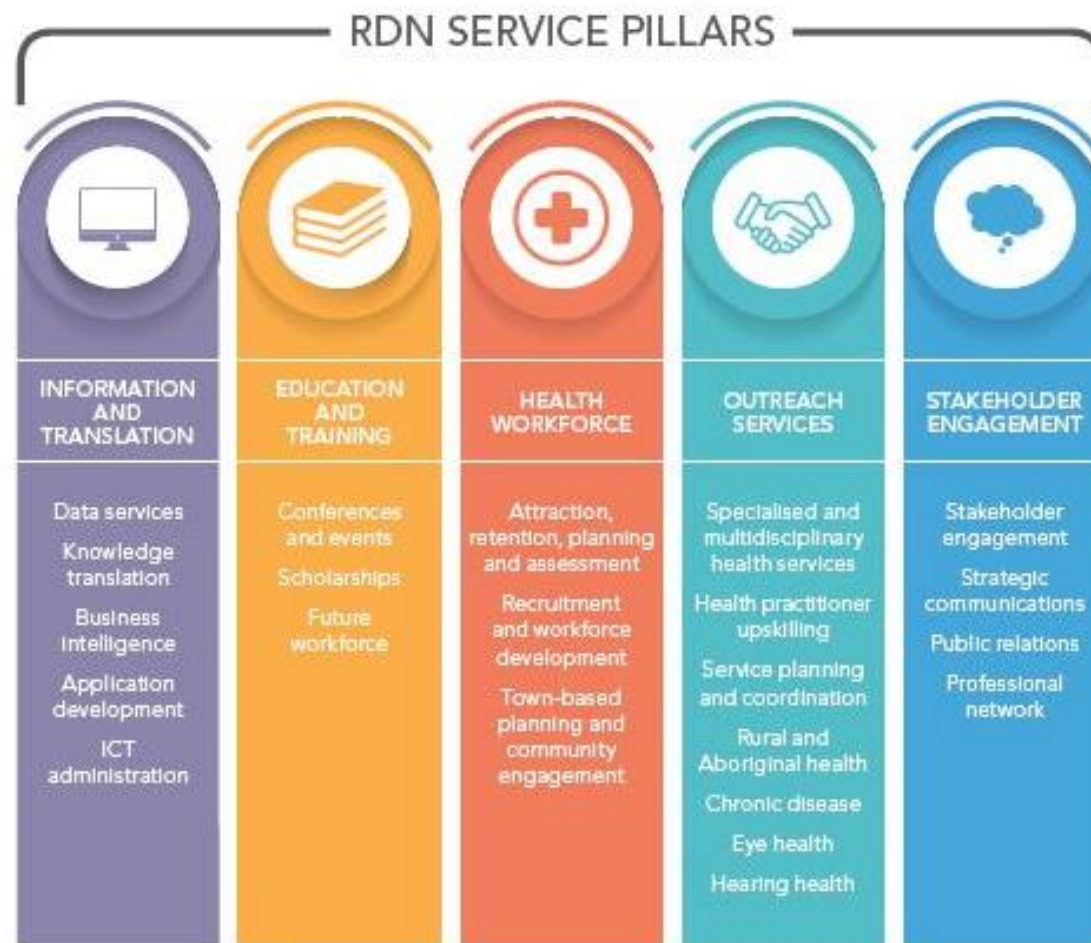 RDN SERVICE PILLARS
INFORMATION
AND
TRANSLATION
Data services
Knowledge
translation
Business
intelligence
Application
development
ICT
administration
EDUCATION
AND
TRAINING
Conferences
and events
Scholarships
Future
workforce
HEALTH
WORKFORCE
Attraction,
retention, planning
and assessment
Recruitment
and workforce
development
Town-based
planning and
community
engagement
OUTREACH
SERVICES
Specialised and
multidisciplinary
health services
Health practitioner
upskilling
Service planning
and coordination
Rural and
Aboriginal health
Chronic disease
Eye health
Hearing health
STAKEHOLDER
ENGAGEMENT
Stakeholder
engagement
Strategic
communications
Public relations
Professional
network